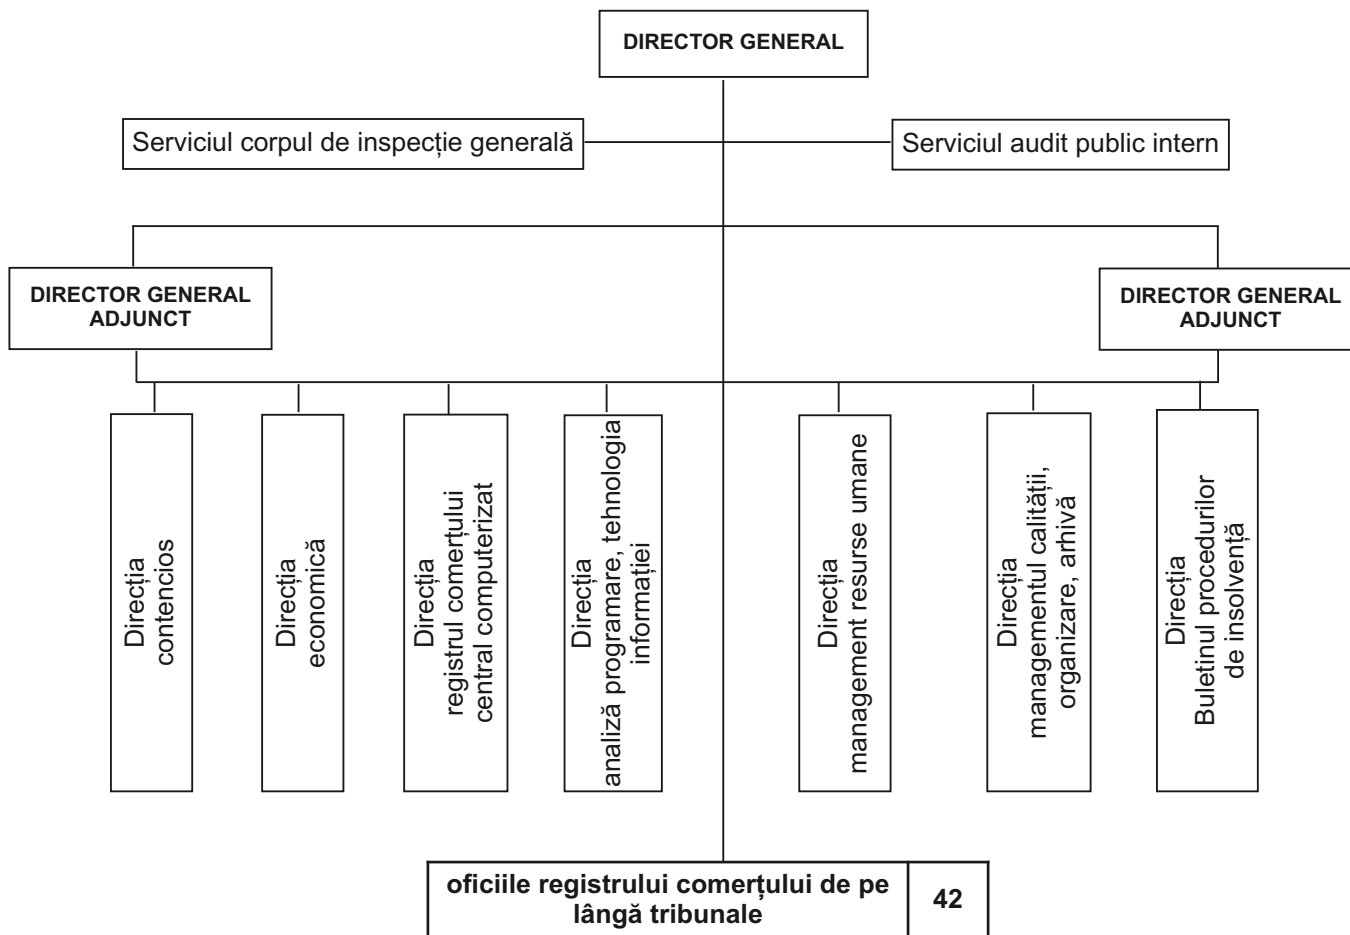 DIRECTOR GENERAL
Serviciul corpul de inspecție generală
Serviciul audit public intern
DIRECTOR GENERAL
ADJUNCT
DIRECTOR GENERAL
ADJUNCT
Direcția
contencios
Direcția
economică
Direcția
registrul comerțului
central computerizat
Direcția
analiză programare, tehnologia
informației
Direcția
management resurse umane
Direcția
managementul calității,
organizare, arhivă
Direcția
Buletinul procedurilor
de insolvență
oficiile registrului comerțului de pe
lângă tribunale
42